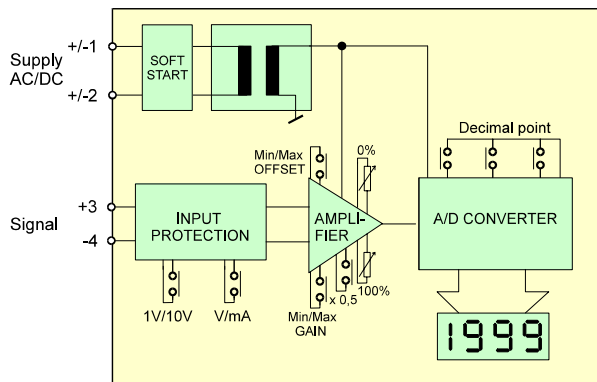 Supply
AC/DC
+/-1
+/-2
SOFT
START
Decimal point
Min/Max
OFFSET
0%
Signal
+3
-4
INPUT
PROTECTION
AMPLI-
FIER
A/D CONVERTER
1V/10V
V/mA
Min/Max
GAIN
x 0,5
100%
1999